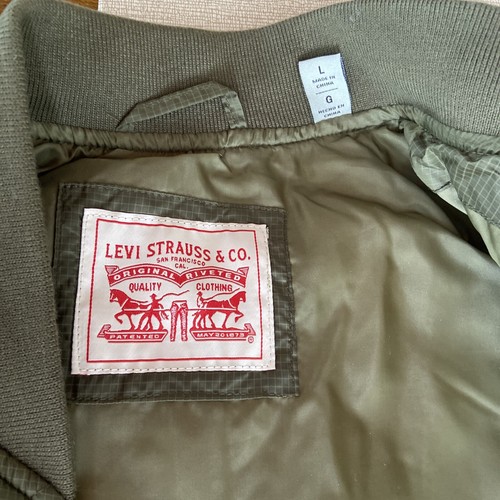 L
MADE IN
CHINA
G
HECHO EN
CHINA
LEVI STRAUSS & CO.
SAN FRANCISCO
CAL
ORIGINAL RIVETED
QUALITY CLOTHING
PATENTED MAY 20 1873
®